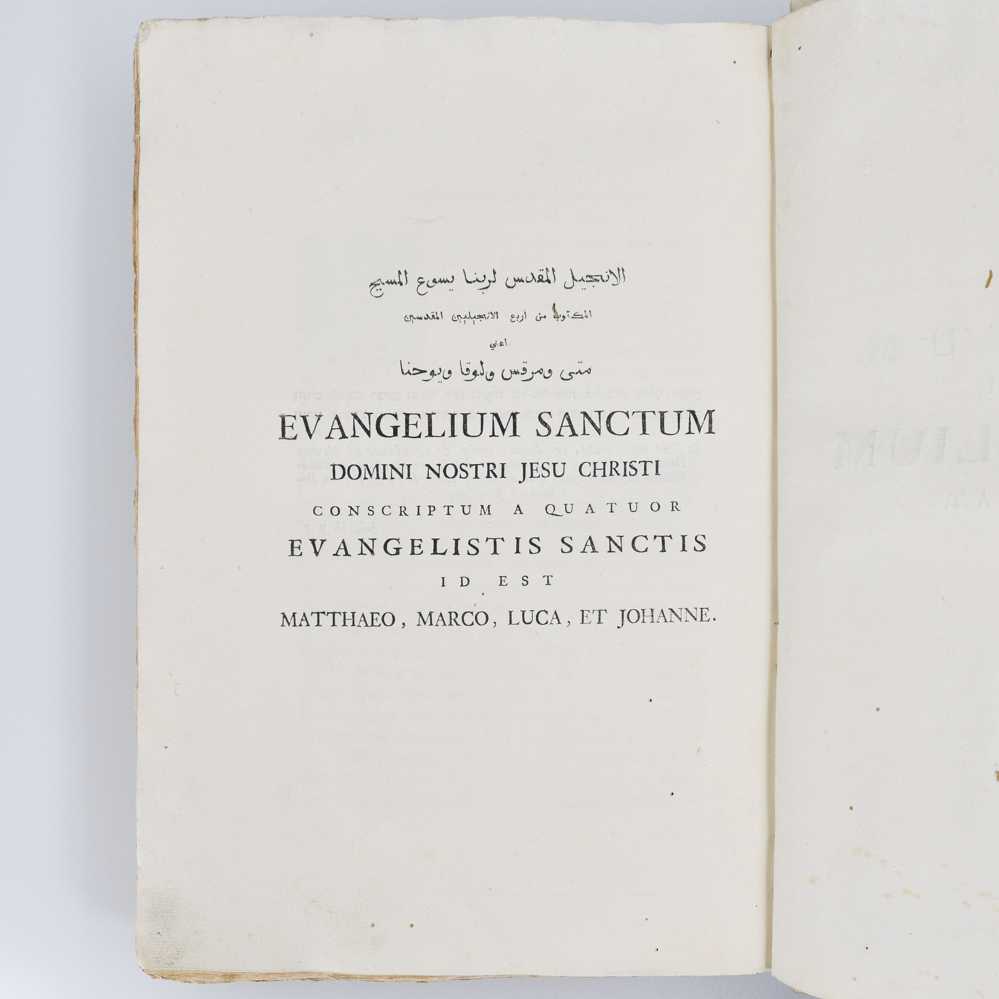 الانجيل المقدس لربنا يسوع المسيح
المكتوب من اربع الانجيليين المقدسين
اعني
متى ومرقس ولوقا ويوحنا
EVANGELIUM SANCTUM
DOMINI NOSTRI JESU CHRISTI
CONSCRIPTUM A QUATUOR
EVANGELISTIS SANCTIS
ID EST
MATTHAEO, MARCO, LUCA, ET JOHANNE.